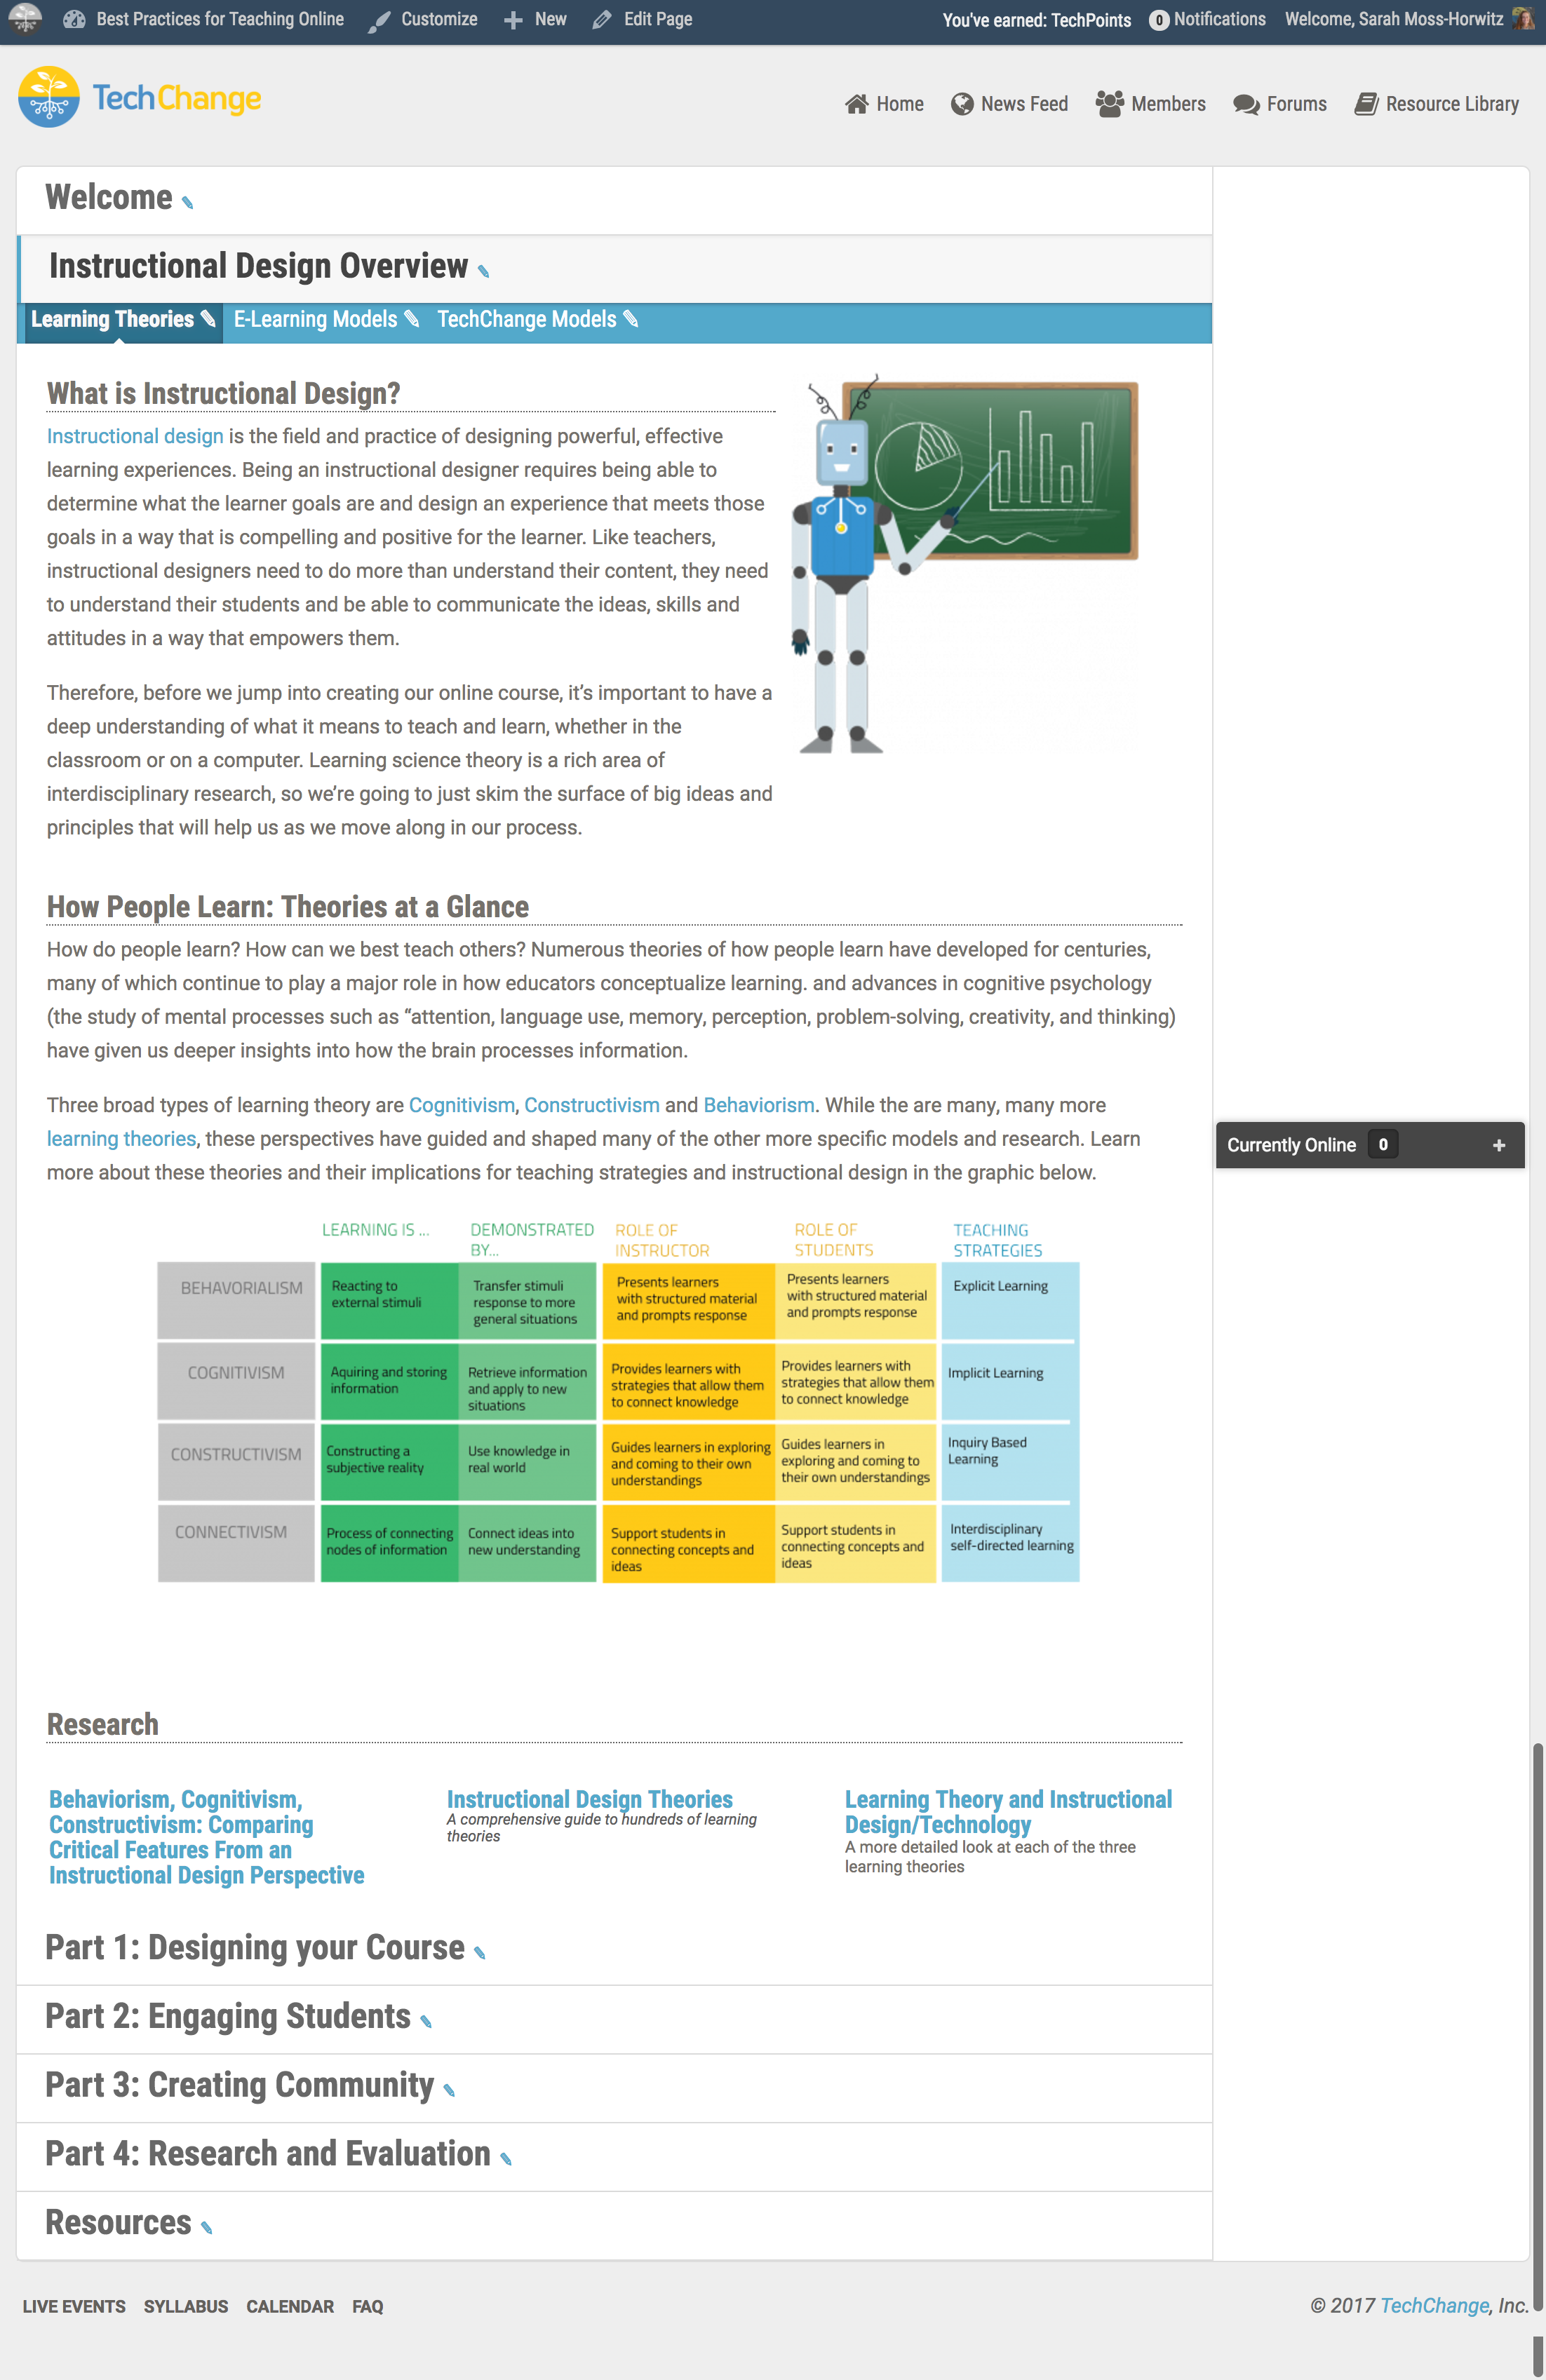 Best Practices for Teaching Online Customize New Edit Page You've earned: TechPoints 0 Notifications Welcome, Sarah Moss-Horwitz
TechChange
Home News Feed Members Forums Resource Library
Welcome
Instructional Design Overview
Learning Theories E-Learning Models TechChange Models
What is Instructional Design?
Instructional design is the field and practice of designing powerful, effective
learning experiences. Being an instructional designer requires being able to
determine what the learner goals are and design an experience that meets those
goals in a way that is compelling and positive for the learner. Like teachers,
instructional designers need to do more than understand their content, they need
to understand their students and be able to communicate the ideas, skills and
attitudes in a way that empowers them.
Therefore, before we jump into creating our online course, it's important to have a
deep understanding of what it means to teach and learn, whether in the
classroom or on a computer. Learning science theory is a rich area of
interdisciplinary research, so we're going to just skim the surface of big ideas and
principles that will help us as we move along in our process.
How People Learn: Theories at a Glance
How do people learn? How can we best teach others? Numerous theories of how people learn have developed for centuries,
many of which continue to play a major role in how educators conceptualize learning. and advances in cognitive psychology
(the study of mental processes such as “attention, language use, memory, perception, problem-solving, creativity, and thinking)
have given us deeper insights into how the brain processes information.
Three broad types of learning theory are Cognitivism, Constructivism and Behaviorism. While the are many, many more
learning theories, these perspectives have guided and shaped many of the other more specific models and research. Learn
more about these theories and their implications for teaching strategies and instructional design in the graphic below.
Currently Online 0 +
LEARNING IS ...
DEMONSTRATED
BY...
ROLE OF
INSTRUCTOR
ROLE OF
STUDENTS
TEACHING
STRATEGIES
BEHAVORIALISM
Reacting to
external stimuli
Transfer stimuli
response to more
general situations
Presents learners
with structured material
and prompts response
Presents learners
with structured material
and prompts response
Explicit Learning
COGNITIVISM
Aquiring and storing
information
Retrieve information
and apply to new
situations
Provides learners with
strategies that allow them
to connect knowledge
Provides learners with
strategies that allow them
to connect knowledge
Implicit Learning
CONSTRUCTIVISM
Constructing a
subjective reality
Use knowledge in
real world
Guides learners in exploring
and coming to their own
understandings
Guides learners in
exploring and coming to
their own understandings
Inquiry Based
Learning
CONNECTIVISM
Process of connecting
nodes of information
Connect ideas into
new understanding
Support students in
connecting concepts and
ideas
Support students in
connecting concepts and
ideas
Interdisciplinary
self-directed learning
Research
Behaviorism, Cognitivism,
Constructivism: Comparing
Critical Features From an
Instructional Design Perspective
Instructional Design Theories
A comprehensive guide to hundreds of learning
theories
Learning Theory and Instructional
Design/Technology
A more detailed look at each of the three
learning theories
Part 1: Designing your Course
Part 2: Engaging Students
Part 3: Creating Community
Part 4: Research and Evaluation
Resources
LIVE EVENTS SYLLABUS CALENDAR FAQ © 2017 TechChange, Inc.